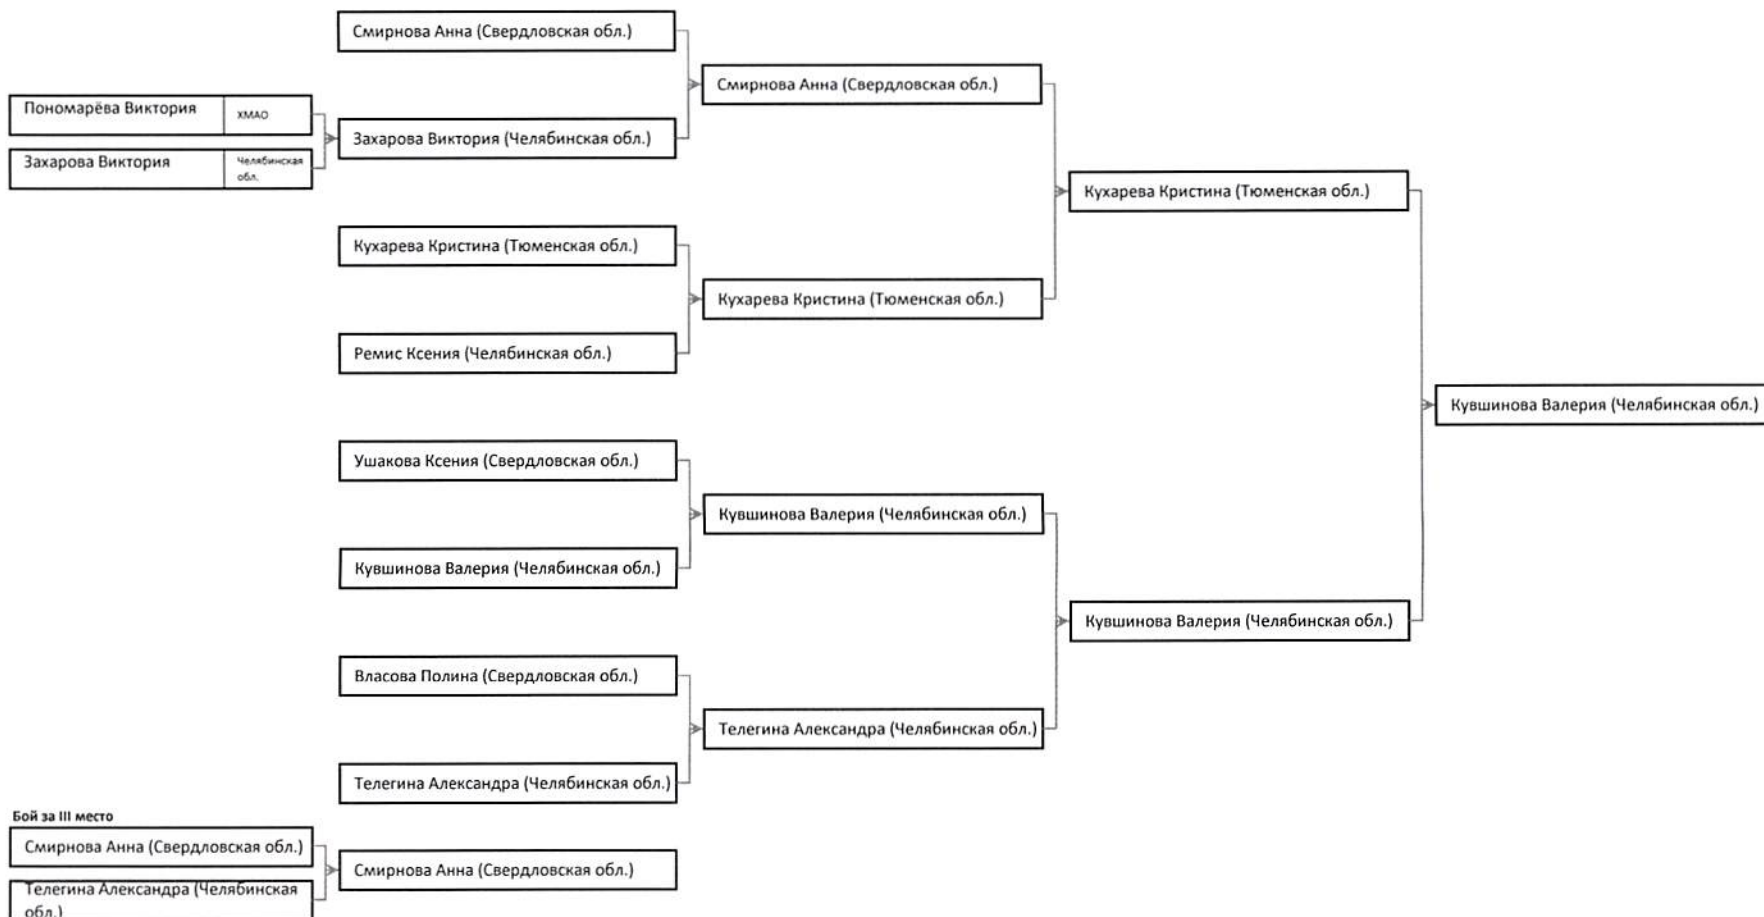 Смирнова Анна (Свердловская обл.)
Смирнова Анна (Свердловская обл.)
Пономарёва Виктория
ХМАО
Захарова Виктория (Челябинская обл.)
Захарова Виктория
Челябинская
обл.
Кухарева Кристина (Тюменская обл.)
Кухарева Кристина (Тюменская обл.)
Кухарева Кристина (Тюменская обл.)
Ремис Ксения (Челябинская обл.)
Кувшинова Валерия (Челябинская обл.)
Ушакова Ксения (Свердловская обл.)
Кувшинова Валерия (Челябинская обл.)
Кувшинова Валерия (Челябинская обл.)
Кувшинова Валерия (Челябинская обл.)
Власова Полина (Свердловская обл.)
Телегина Александра (Челябинская обл.)
Телегина Александра (Челябинская обл.)
Бой за III место
Смирнова Анна (Свердловская обл.)
Смирнова Анна (Свердловская обл.)
Телегина Александра (Челябинская
обл.)